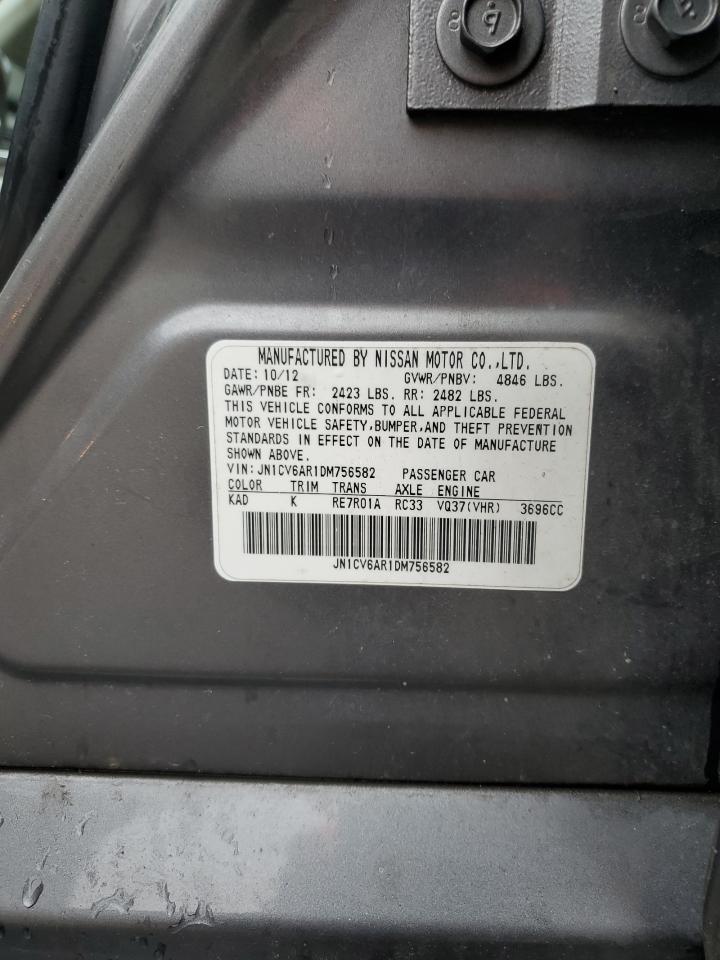 8
8
MANUFACTURED BY NISSAN MOTOR CO.,LTD.
DATE: 10/12 GVWR/PNBV: 4846 LBS.
GAWR/PNBE FR: 2423 LBS. RR: 2482 LBS.
THIS VEHICLE CONFORMS TO ALL APPLICABLE FEDERAL
MOTOR VEHICLE SAFETY,BUMPER,AND THEFT PREVENTION
STANDARDS IN EFFECT ON THE DATE OF MANUFACTURE
SHOWN ABOVE.
VIN: JN1CV6AR1DM756582 PASSENGER CAR
COLOR TRIM TRANS AXLE ENGINE
KAD K RE7R01A RC33 VQ37(VHR) 3696CC
JN1CV6AR1DM756582